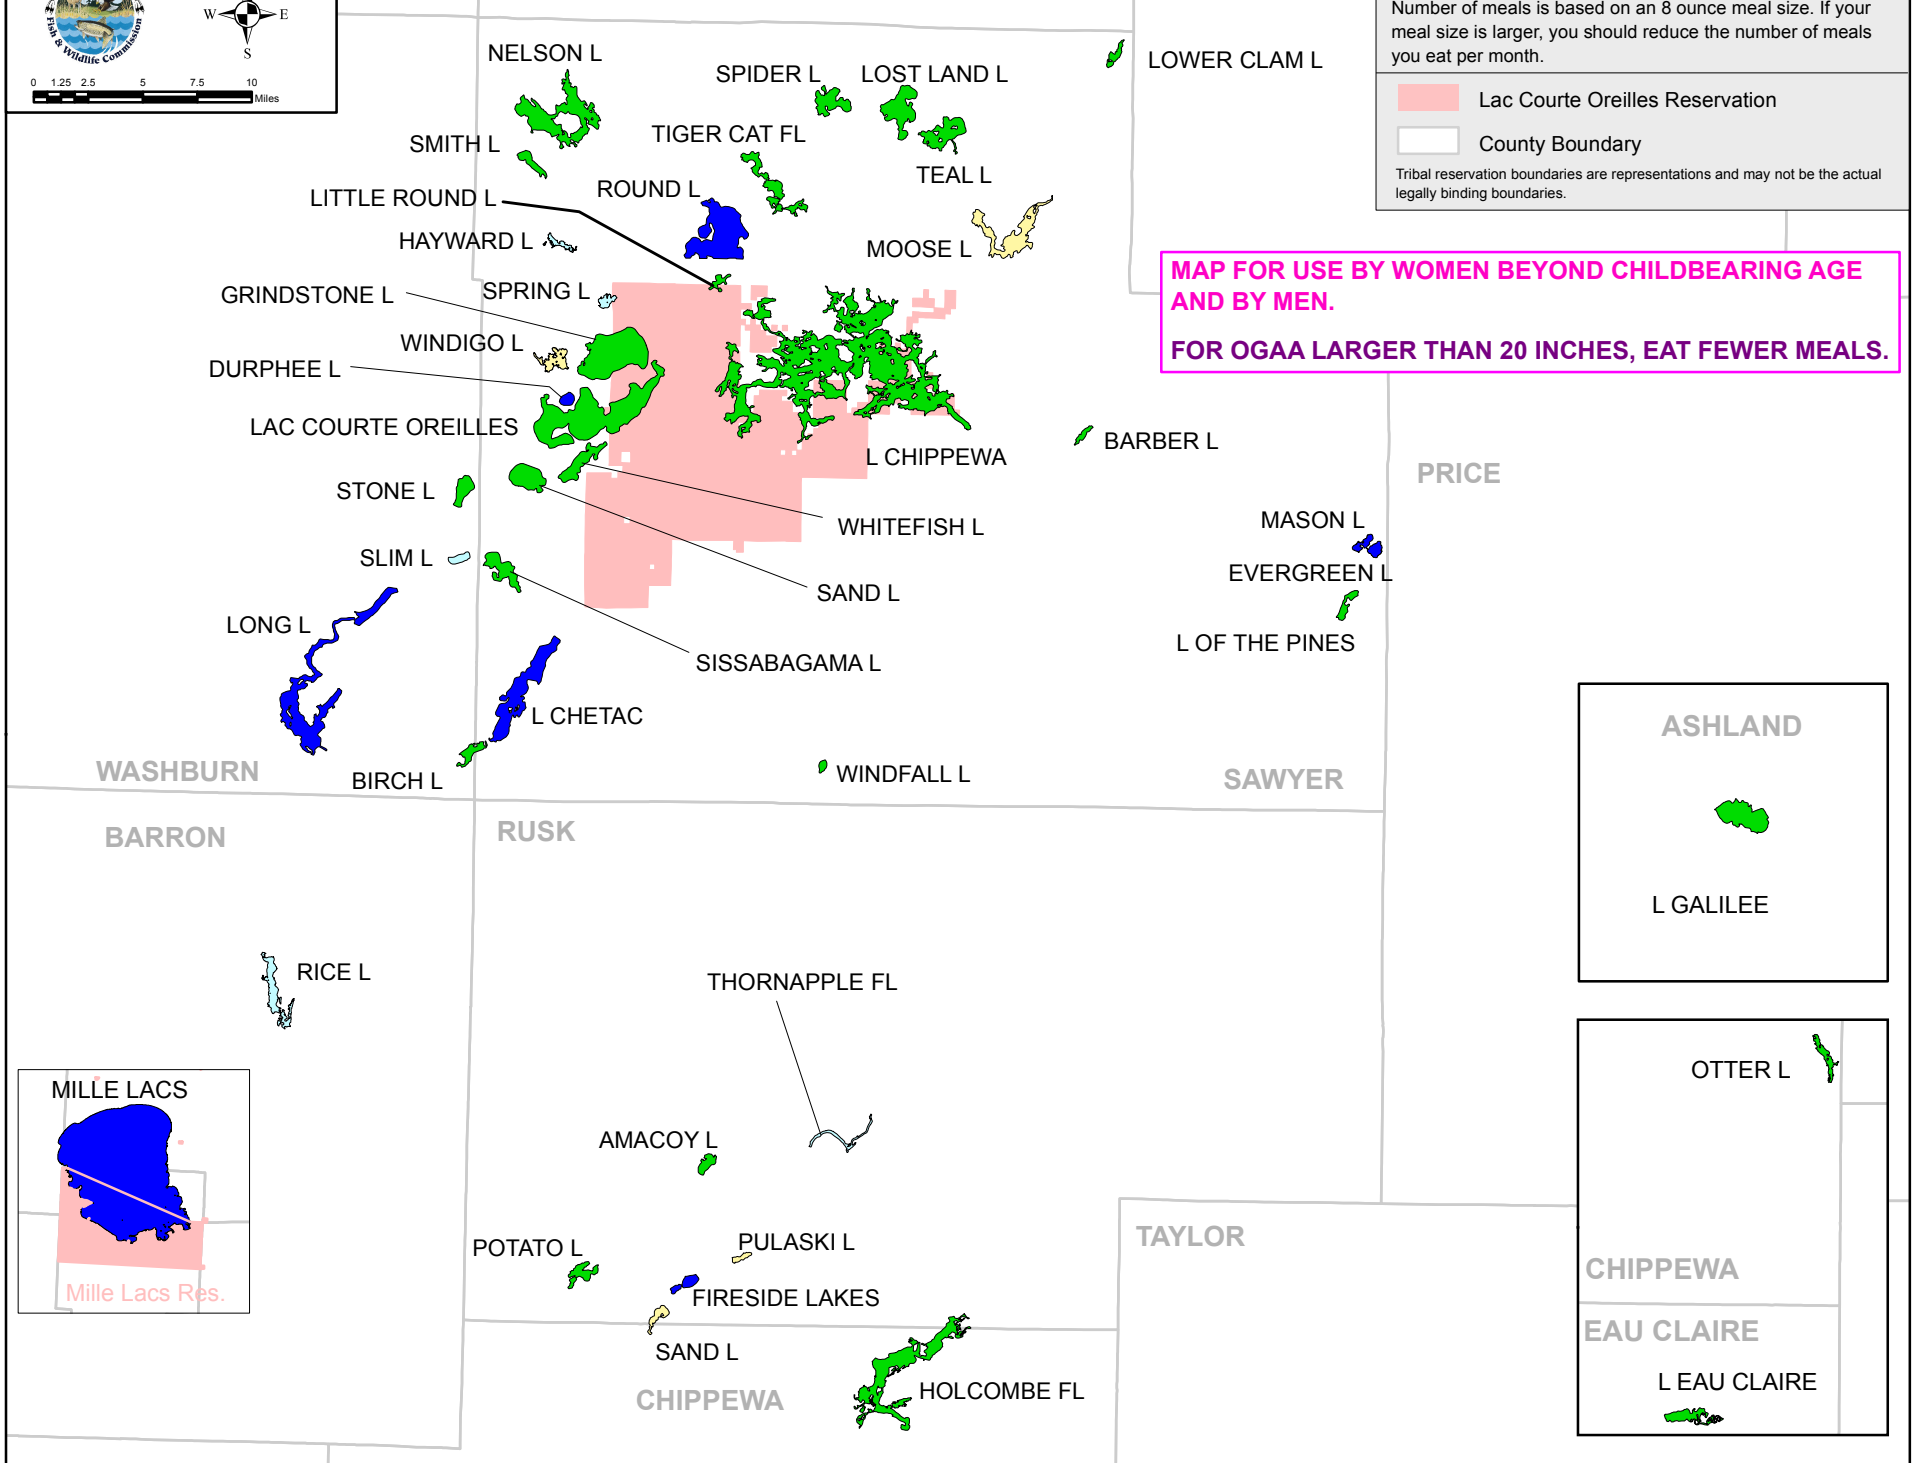 Fish & Wildlife Commission
W E
S
0 1.25 2.5 5 7.5 10
Miles
Number of meals is based on an 8 ounce meal size. If your
meal size is larger, you should reduce the number of meals
you eat per month.
Lac Courte Oreilles Reservation
County Boundary
Tribal reservation boundaries are representations and may not be the actual
legally binding boundaries.
NELSON L
SPIDER L
LOST LAND L
LOWER CLAM L
SMITH L
TIGER CAT FL
TEAL L
LITTLE ROUND L
ROUND L
HAYWARD L
MOOSE L
MAP FOR USE BY WOMEN BEYOND CHILDBEARING AGE
AND BY MEN.
FOR OGAA LARGER THAN 20 INCHES, EAT FEWER MEALS.
GRINDSTONE L
SPRING L
WINDIGO L
DURPHEE L
LAC COURTE OREILLES
L CHIPPEWA
BARBER L
PRICE
STONE L
WHITEFISH L
MASON L
SLIM L
EVERGREEN L
SAND L
LONG L
L OF THE PINES
SISSABAGAMA L
L CHETAC
ASHLAND
WASHBURN
BIRCH L
WINDFALL L
SAWYER
BARRON
RUSK
L GALILEE
RICE L
THORNAPPLE FL
OTTER L
MILLE LACS
AMACOY L
POTATO L
PULASKI L
TAYLOR
CHIPPEWA
Mille Lacs Res.
FIRESIDE LAKES
EAU CLAIRE
SAND L
L EAU CLAIRE
CHIPPEWA
HOLCOMBE FL